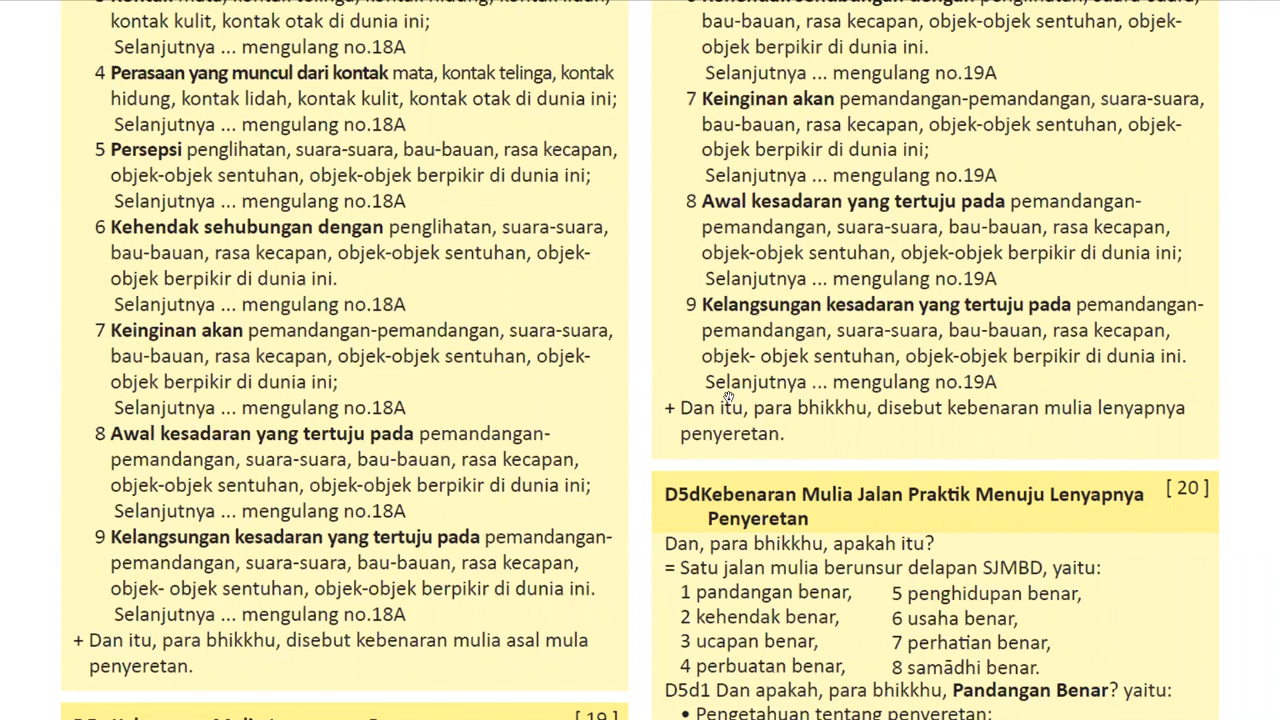 kontak kulit, kontak otak di dunia ini;
Selanjutnya ... mengulang no.18A
4 Perasaan yang muncul dari kontak mata, kontak telinga, kontak
hidung, kontak lidah, kontak kulit, kontak otak di dunia ini;
Selanjutnya ... mengulang no.18A
5 Persepsi penglihatan, suara-suara, bau-bauan, rasa kecapan,
objek-objek sentuhan, objek-objek berpikir di dunia ini;
Selanjutnya ... mengulang no.18A
6 Kehendak sehubungan dengan penglihatan, suara-suara,
bau-bauan, rasa kecapan, objek-objek sentuhan, objek-
objek berpikir di dunia ini.
Selanjutnya ... mengulang no.18A
7 Keinginan akan pemandangan-pemandangan, suara-suara,
bau-bauan, rasa kecapan, objek-objek sentuhan, objek-
objek berpikir di dunia ini;
Selanjutnya ... mengulang no.18A
8 Awal kesadaran yang tertuju pada pemandangan-
pemandangan, suara-suara, bau-bauan, rasa kecapan,
objek-objek sentuhan, objek-objek berpikir di dunia ini;
Selanjutnya ... mengulang no.18A
9 Kelangsungan kesadaran yang tertuju pada pemandangan-
pemandangan, suara-suara, bau-bauan, rasa kecapan,
objek- objek sentuhan, objek-objek berpikir di dunia ini.
Selanjutnya ... mengulang no.18A
+ Dan itu, para bhikkhu, disebut kebenaran mulia asal mula
penyeretan.
[ 19 ]
bau-bauan, rasa kecapan, objek-objek sentuhan, objek-
objek berpikir di dunia ini.
Selanjutnya ... mengulang no.19A
7 Keinginan akan pemandangan-pemandangan, suara-suara,
bau-bauan, rasa kecapan, objek-objek sentuhan, objek-
objek berpikir di dunia ini;
Selanjutnya ... mengulang no.19A
8 Awal kesadaran yang tertuju pada pemandangan-
pemandangan, suara-suara, bau-bauan, rasa kecapan,
objek-objek sentuhan, objek-objek berpikir di dunia ini;
Selanjutnya ... mengulang no.19A
9 Kelangsungan kesadaran yang tertuju pada pemandangan-
pemandangan, suara-suara, bau-bauan, rasa kecapan,
objek- objek sentuhan, objek-objek berpikir di dunia ini.
Selanjutnya ... mengulang no.19A
+ Dan itu, para bhikkhu, disebut kebenaran mulia lenyapnya
penyeretan.
D5dKebenaran Mulia Jalan Praktik Menuju Lenyapnya [ 20 ]
Penyeretan
Dan, para bhikkhu, apakah itu?
= Satu jalan mulia berunsur delapan SJMBD, yaitu:
1 pandangan benar, 5 penghidupan benar,
2 kehendak benar, 6 usaha benar,
3 ucapan benar, 7 perhatian benar,
4 perbuatan benar, 8 samādhi benar.
D5d1 Dan apakah, para bhikkhu, Pandangan Benar? yaitu:
• Pengetahuan tentang penyeretan;